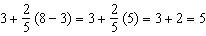 3 + 2/5 (8 − 3) = 3 + 2/5 (5) = 3 + 2 = 5